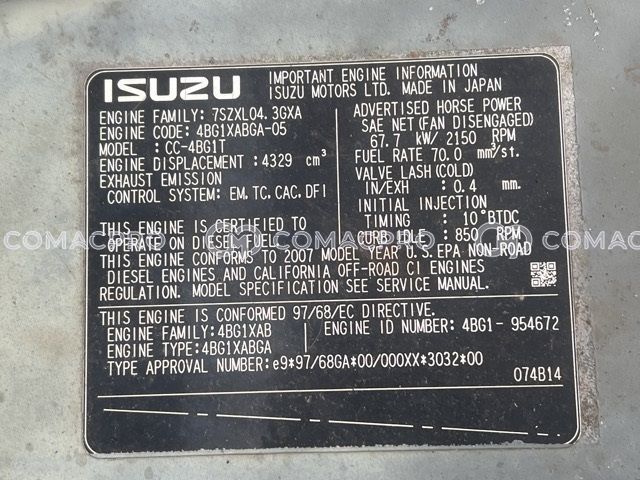 ISUZU
IMPORTANT ENGINE INFORMATION
ISUZU MOTORS LTD. MADE IN JAPAN
ENGINE FAMILY: 7SZXL04.3GXA
ENGINE CODE: 4BG1XABGA-05
MODEL : CC-4BG1T
ENGINE DISPLACEMENT: 4329 cm³
EXHAUST EMISSION
CONTROL SYSTEM: EM,TC,CAC,DFI
ADVERTISED HORSE POWER
SAE NET (FAN DISENGAGED)
67.7 kW/ 2150 RPM
FUEL RATE 70.0 mm³/st.
VALVE LASH (COLD)
IN/EXH : 0.4 mm.
INITIAL INJECTION
TIMING : 10°BTDC
CURB IDLE: 850 RPM
THIS ENGINE IS CERTIFIED TO
OPERATE ON DIESEL FUEL.
THIS ENGINE CONFORMS TO 2007 MODEL YEAR U.S. EPA NON-ROAD
DIESEL ENGINES AND CALIFORNIA OFF-ROAD CI ENGINES
REGULATION. MODEL SPECIFICATION SEE SERVICE MANUAL.
THIS ENGINE IS CONFORMED 97/68/EC DIRECTIVE.
ENGINE FAMILY: 4BG1XAB
ENGINE ID NUMBER: 4BG1- 954672
ENGINE TYPE: 4BG1XABGA
TYPE APPROVAL NUMBER: e9*97/68GA*00/000XX*3032*00
074B14
COMACPRO COMACPRO COMACPRO